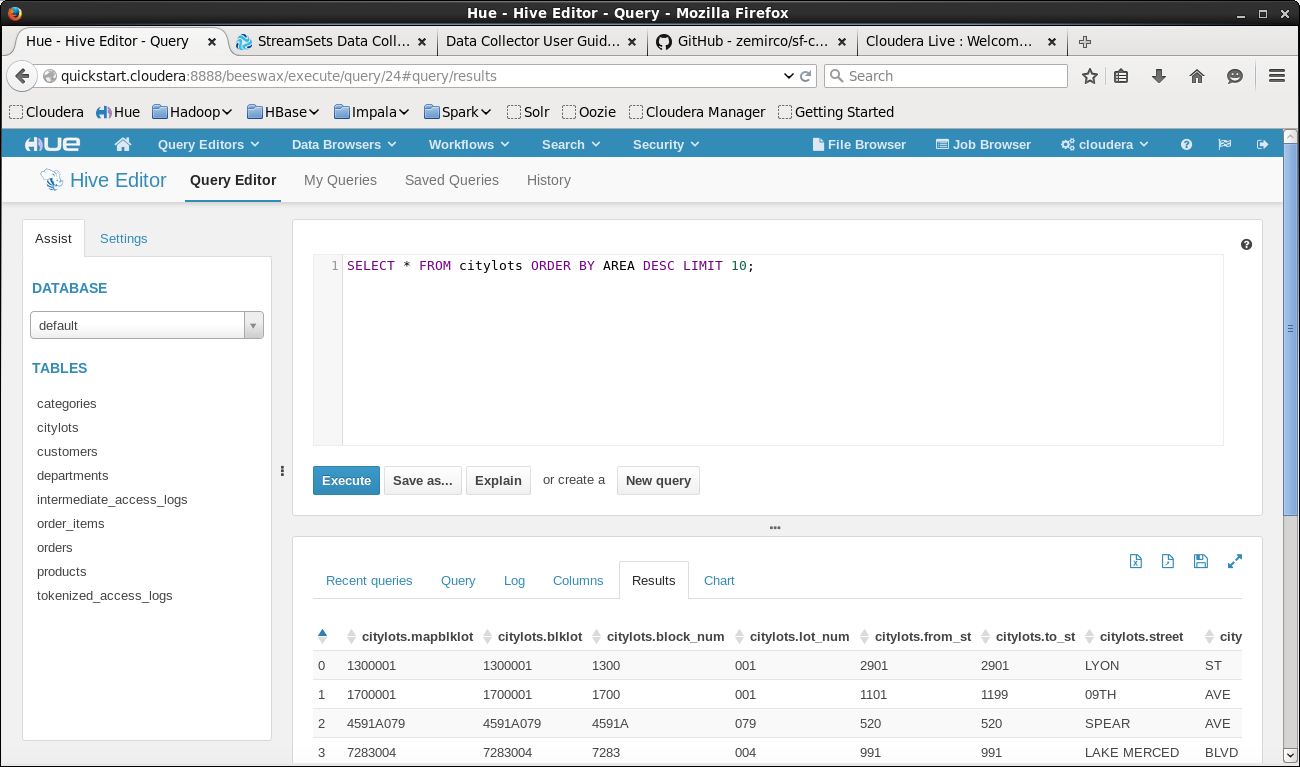 Hue - Hive Editor - Query - Mozilla Firefox
Hue - Hive Editor - Query
StreamSets Data Coll...
Data Collector User Guid...
GitHub - zemirco/sf-c...
Cloudera Live : Welcom...
quickstart.cloudera:8888/beeswax/execute/query/24#query/results
Search
Cloudera Hue Hadoop HBase Impala Spark Solr Oozie Cloudera Manager Getting Started
HUE Query Editors Data Browsers Workflows Search Security File Browser Job Browser cloudera
Hive Editor Query Editor My Queries Saved Queries History
Assist Settings
DATABASE
default
TABLES
categories
citylots
customers
departments
intermediate_access_logs
order_items
orders
products
tokenized_access_logs
1 SELECT * FROM citylots ORDER BY AREA DESC LIMIT 10;
Execute Save as... Explain or create a New query
Recent queries Query Log Columns Results Chart
citylots.mapblklot citylots.blklot citylots.block_num citylots.lot_num citylots.from_st citylots.to_st citylots.street city
0 1300001 1300001 1300 001 2901 2901 LYON ST
1 1700001 1700001 1700 001 1101 1199 09TH AVE
2 4591A079 4591A079 4591A 079 520 520 SPEAR AVE
3 7283004 7283004 7283 004 991 991 LAKE MERCED BLVD